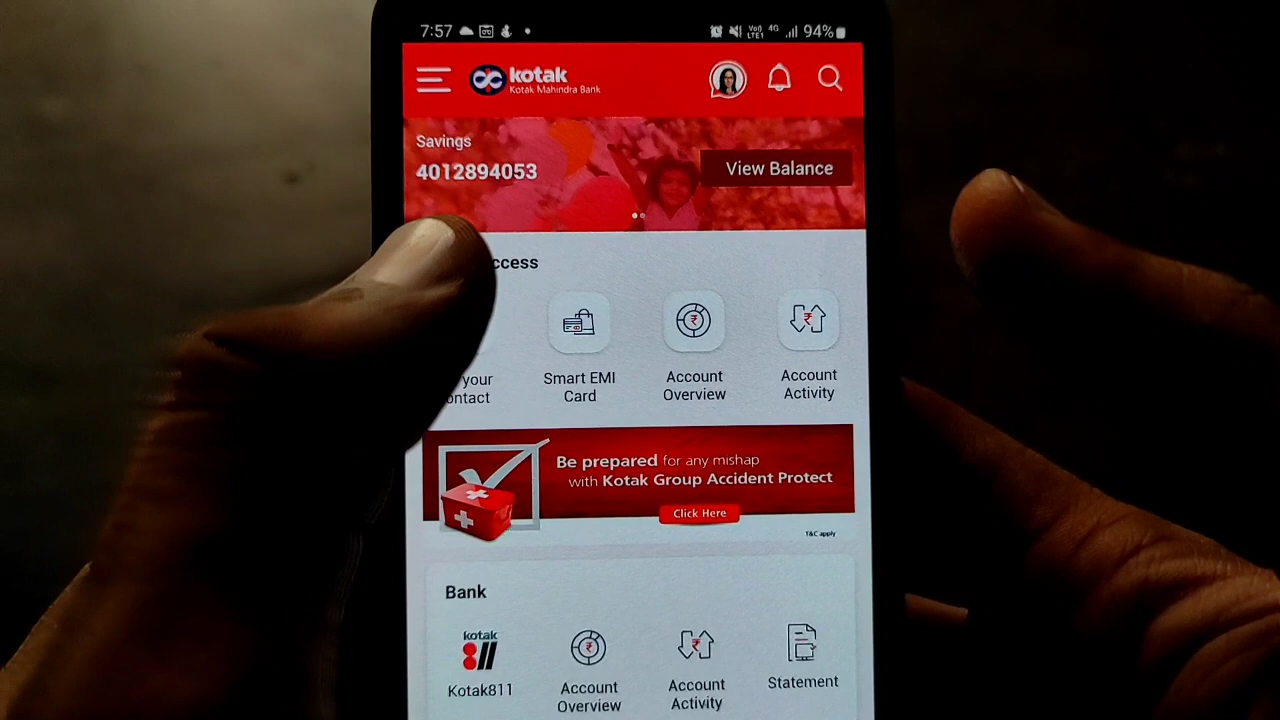 7:57
Vo) 4G 94%
LTE1
kotak
Kotak Mahindra Bank
Savings
4012894053
View Balance
ccess
your
ontact
Smart EMI
Card
Account
Overview
Account
Activity
Be prepared for any mishap
with Kotak Group Accident Protect
Click Here
T&C apply
Bank
kotak
811
Kotak811
Account
Overview
Account
Activity
Statement